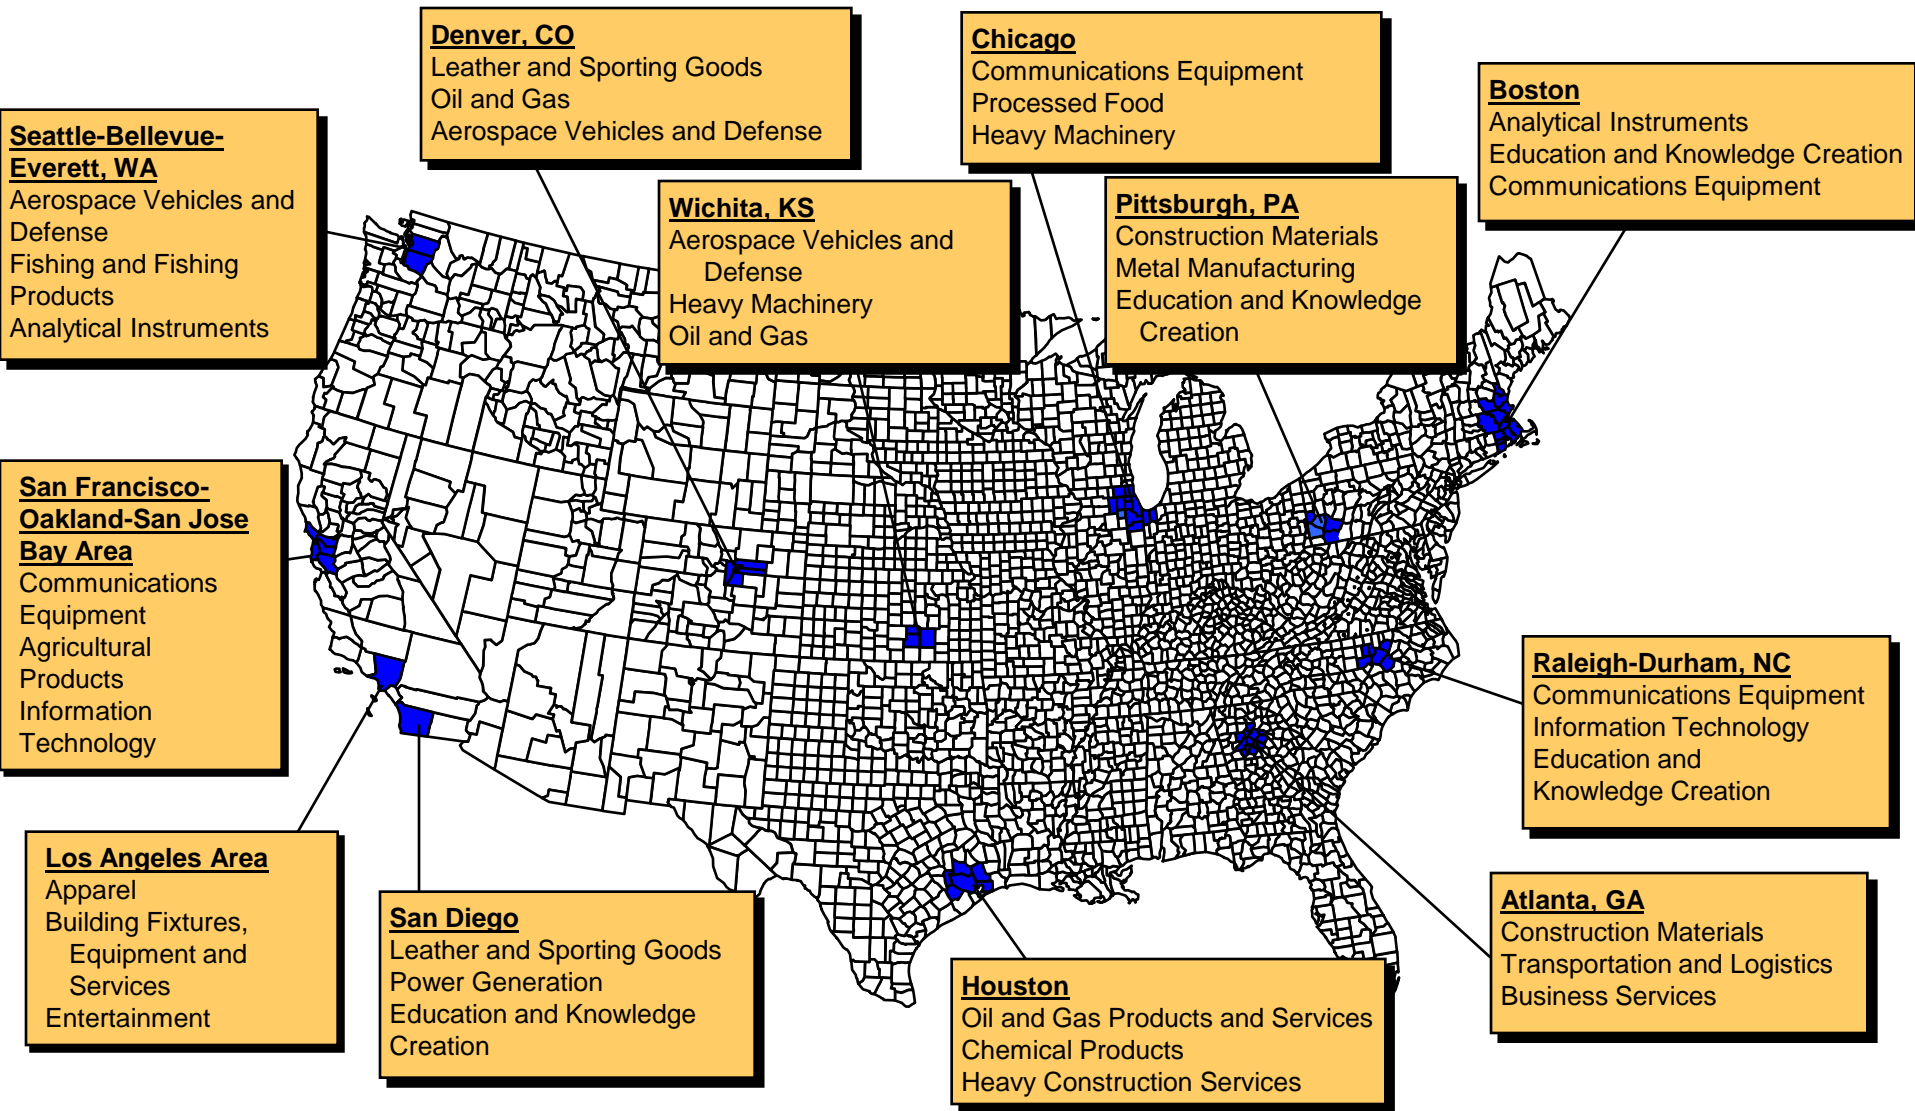 Denver, CO
Leather and Sporting Goods
Oil and Gas
Aerospace Vehicles and Defense
Chicago
Communications Equipment
Processed Food
Heavy Machinery
Boston
Analytical Instruments
Education and Knowledge Creation
Communications Equipment
Seattle-Bellevue-
Everett, WA
Aerospace Vehicles and
Defense
Fishing and Fishing
Products
Analytical Instruments
Wichita, KS
Aerospace Vehicles and
Defense
Heavy Machinery
Oil and Gas
Pittsburgh, PA
Construction Materials
Metal Manufacturing
Education and Knowledge
Creation
San Francisco-
Oakland-San Jose
Bay Area
Communications
Equipment
Agricultural
Products
Information
Technology
Raleigh-Durham, NC
Communications Equipment
Information Technology
Education and
Knowledge Creation
Los Angeles Area
Apparel
Building Fixtures,
Equipment and
Services
Entertainment
San Diego
Leather and Sporting Goods
Power Generation
Education and Knowledge
Creation
Houston
Oil and Gas Products and Services
Chemical Products
Heavy Construction Services
Atlanta, GA
Construction Materials
Transportation and Logistics
Business Services